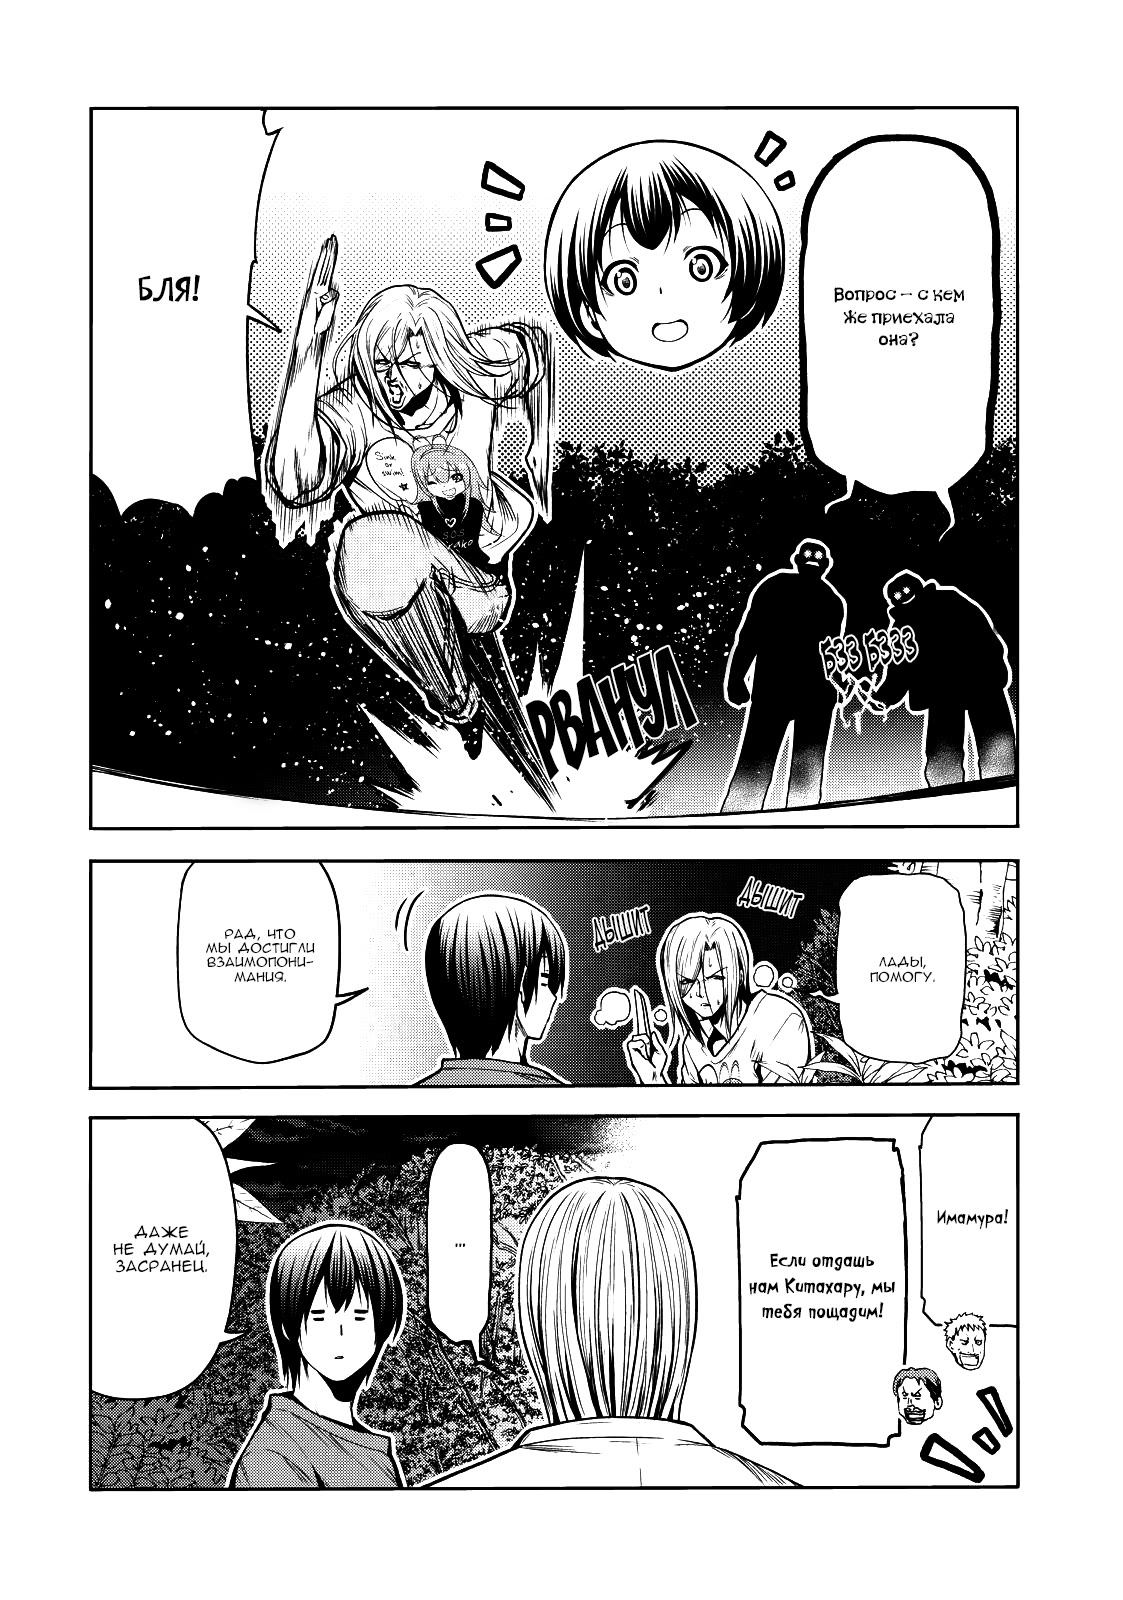 Вопрос – с кем
же приехала
она?
БЛЯ!
Sink
or
swim!
БЗЗ БЗЗЗ
РВАНУЛ
ЛАДЫ,
ПОМОГУ.
ДЫШИТ
ДЫШИТ
РАД, ЧТО
МЫ ДОСТИГЛИ
ВЗАИМОПОНИ-
МАНИЯ.
Имамура!
Если отдашь
нам Китахару, мы
тебя пощадим!
...
ДАЖЕ
НЕ ДУМАЙ,
ЗАСРАНЕЦ.